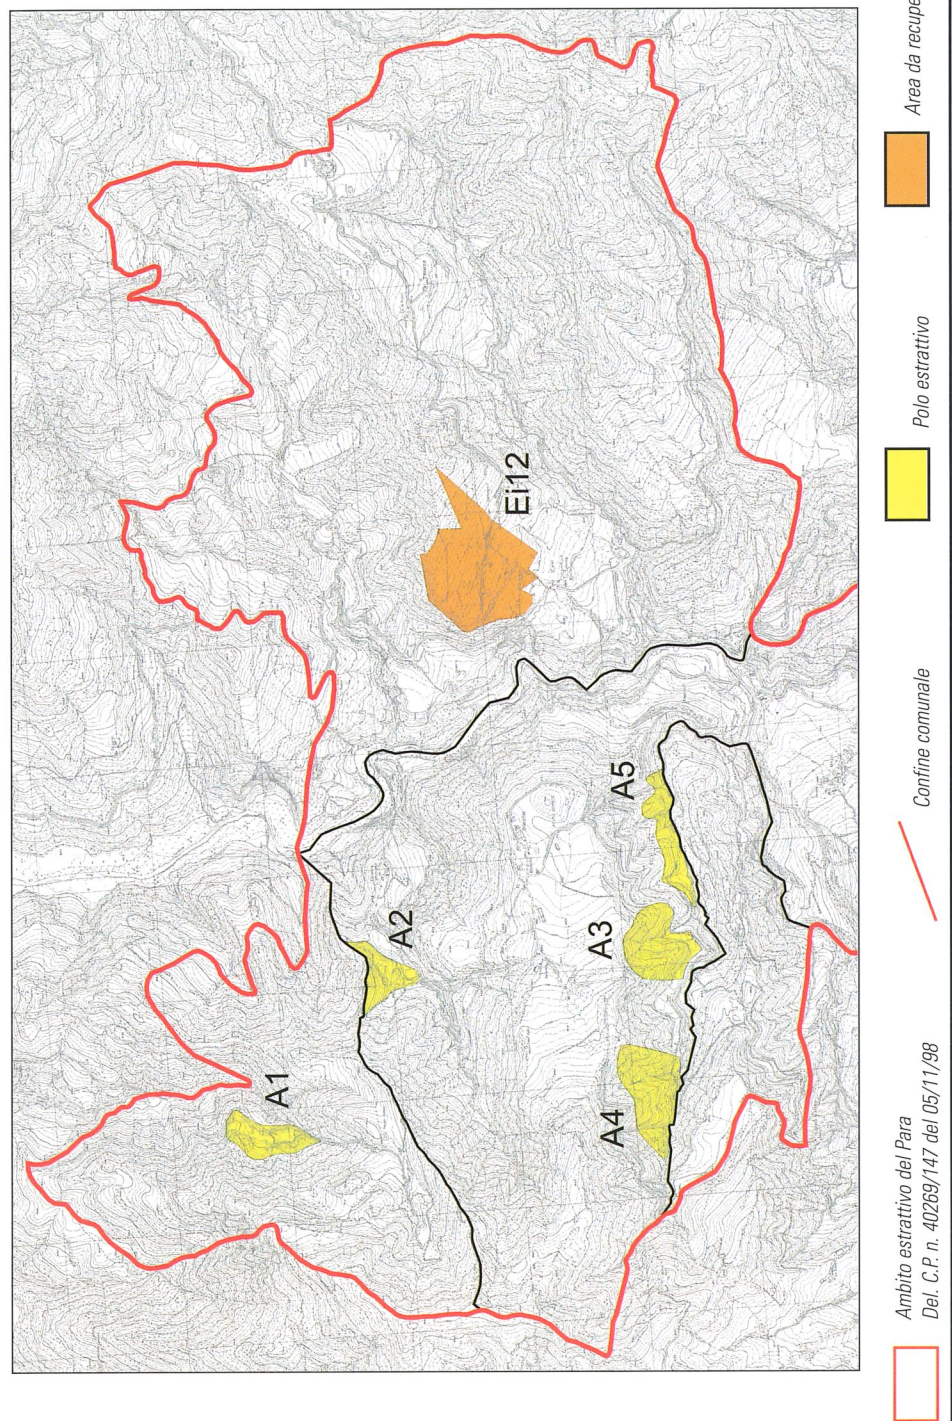 A1
A2
A3
A4
A5
Ei12
Ambito estrattivo del Para
Del. C.P. n. 40269/147 del 05/11/98
Confine comunale
Polo estrattivo
Area da recupe